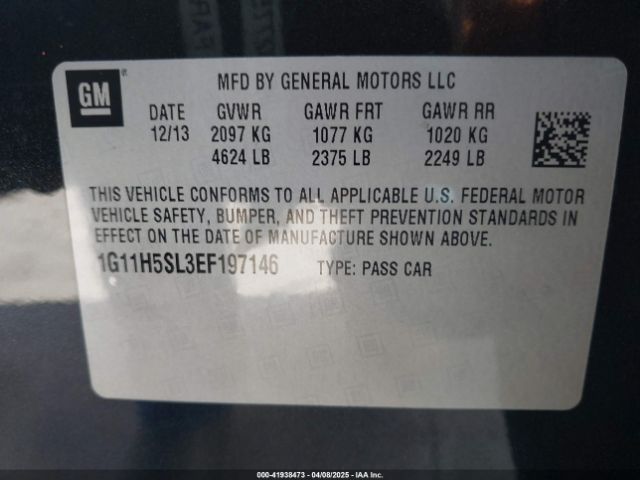 GM ®
MFD BY GENERAL MOTORS LLC
DATE GVWR GAWR FRT GAWR RR
12/13 2097 KG 1077 KG 1020 KG
4624 LB 2375 LB 2249 LB
THIS VEHICLE CONFORMS TO ALL APPLICABLE U.S. FEDERAL MOTOR
VEHICLE SAFETY, BUMPER, AND THEFT PREVENTION STANDARDS IN
EFFECT ON THE DATE OF MANUFACTURE SHOWN ABOVE.
1G11H5SL3EF197146 TYPE: PASS CAR
000-41938473 - 04/08/2025 - IAA Inc.